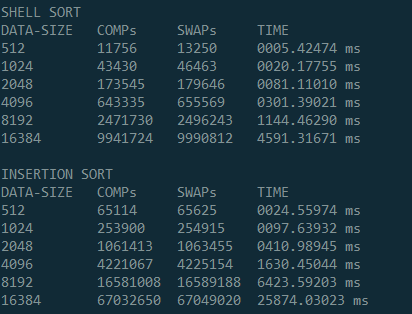 SHELL SORT
DATA-SIZE COMPs SWAPs TIME
512 11756 13250 0005.42474 ms
1024 43430 46463 0020.17755 ms
2048 173545 179646 0081.11010 ms
4096 643335 655569 0301.39021 ms
8192 2471730 2496243 1144.46290 ms
16384 9941724 9990812 4591.31671 ms
INSERTION SORT
DATA-SIZE COMPs SWAPs TIME
512 65114 65625 0024.55974 ms
1024 253900 254915 0097.63932 ms
2048 1061413 1063455 0410.98945 ms
4096 4221067 4225154 1630.45044 ms
8192 16581008 16589188 6423.59203 ms
16384 67032650 67049020 25874.03023 ms